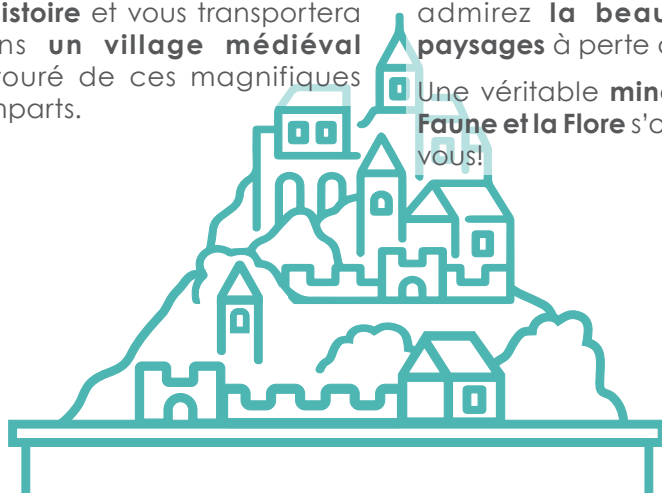 istoire et vous transportera
ns un village médiéval
touré de ces magnifiques
mparts.
admirez la beau
paysages à perte
Une véritable min
Faune et la Flore s'o
vous!